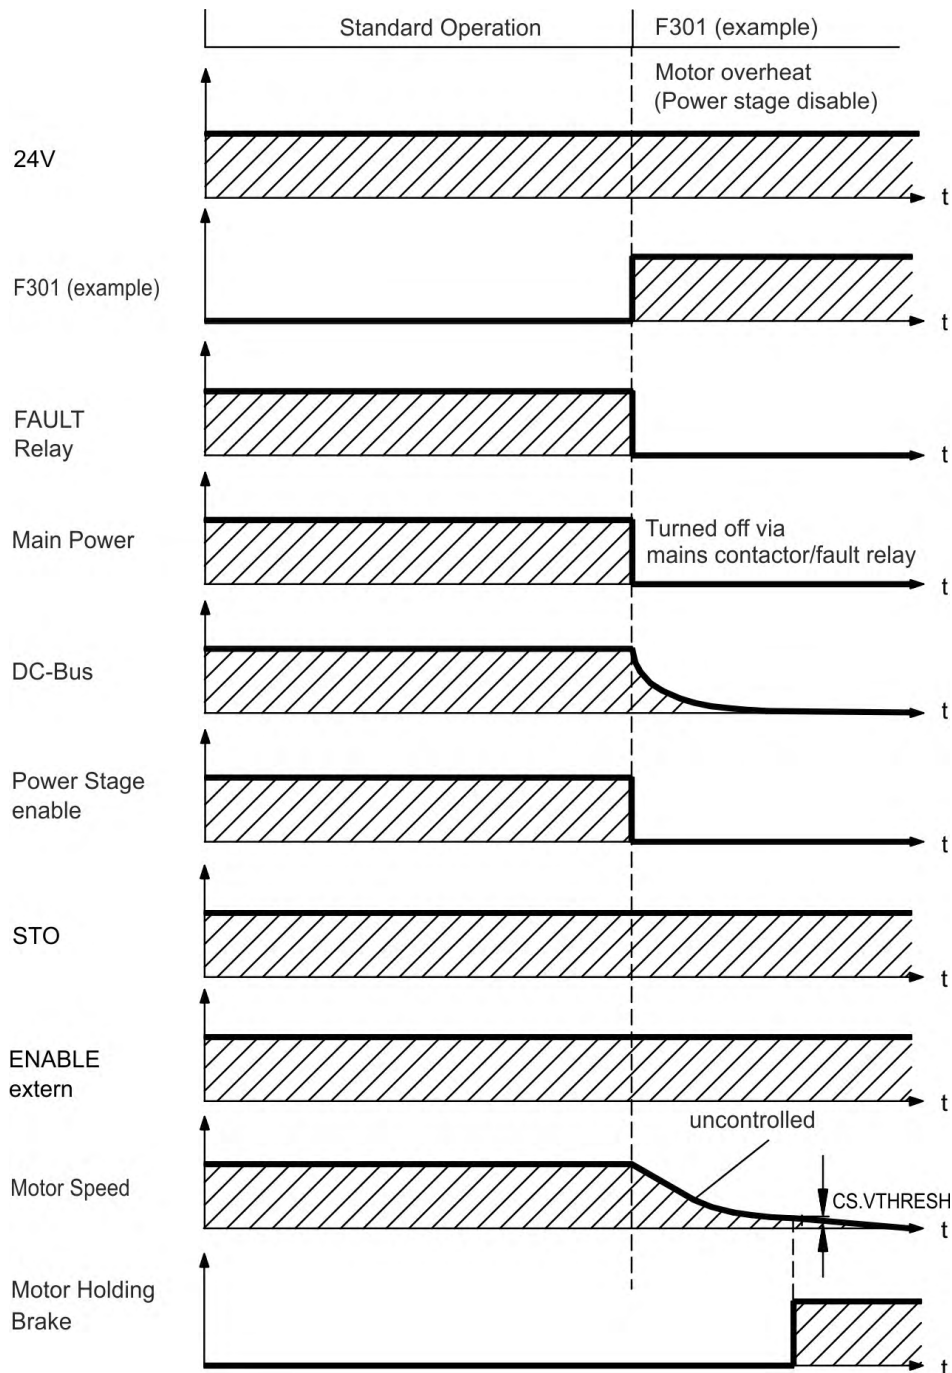 Standard Operation
F301 (example)
Motor overheat
(Power stage disable)
24V
t
F301 (example)
t
FAULT
Relay
t
Main Power
Turned off via
mains contactor/fault relay
t
DC-Bus
t
Power Stage
enable
t
STO
t
ENABLE
extern
t
uncontrolled
Motor Speed
CS.VTHRESH
t
Motor Holding
Brake
t